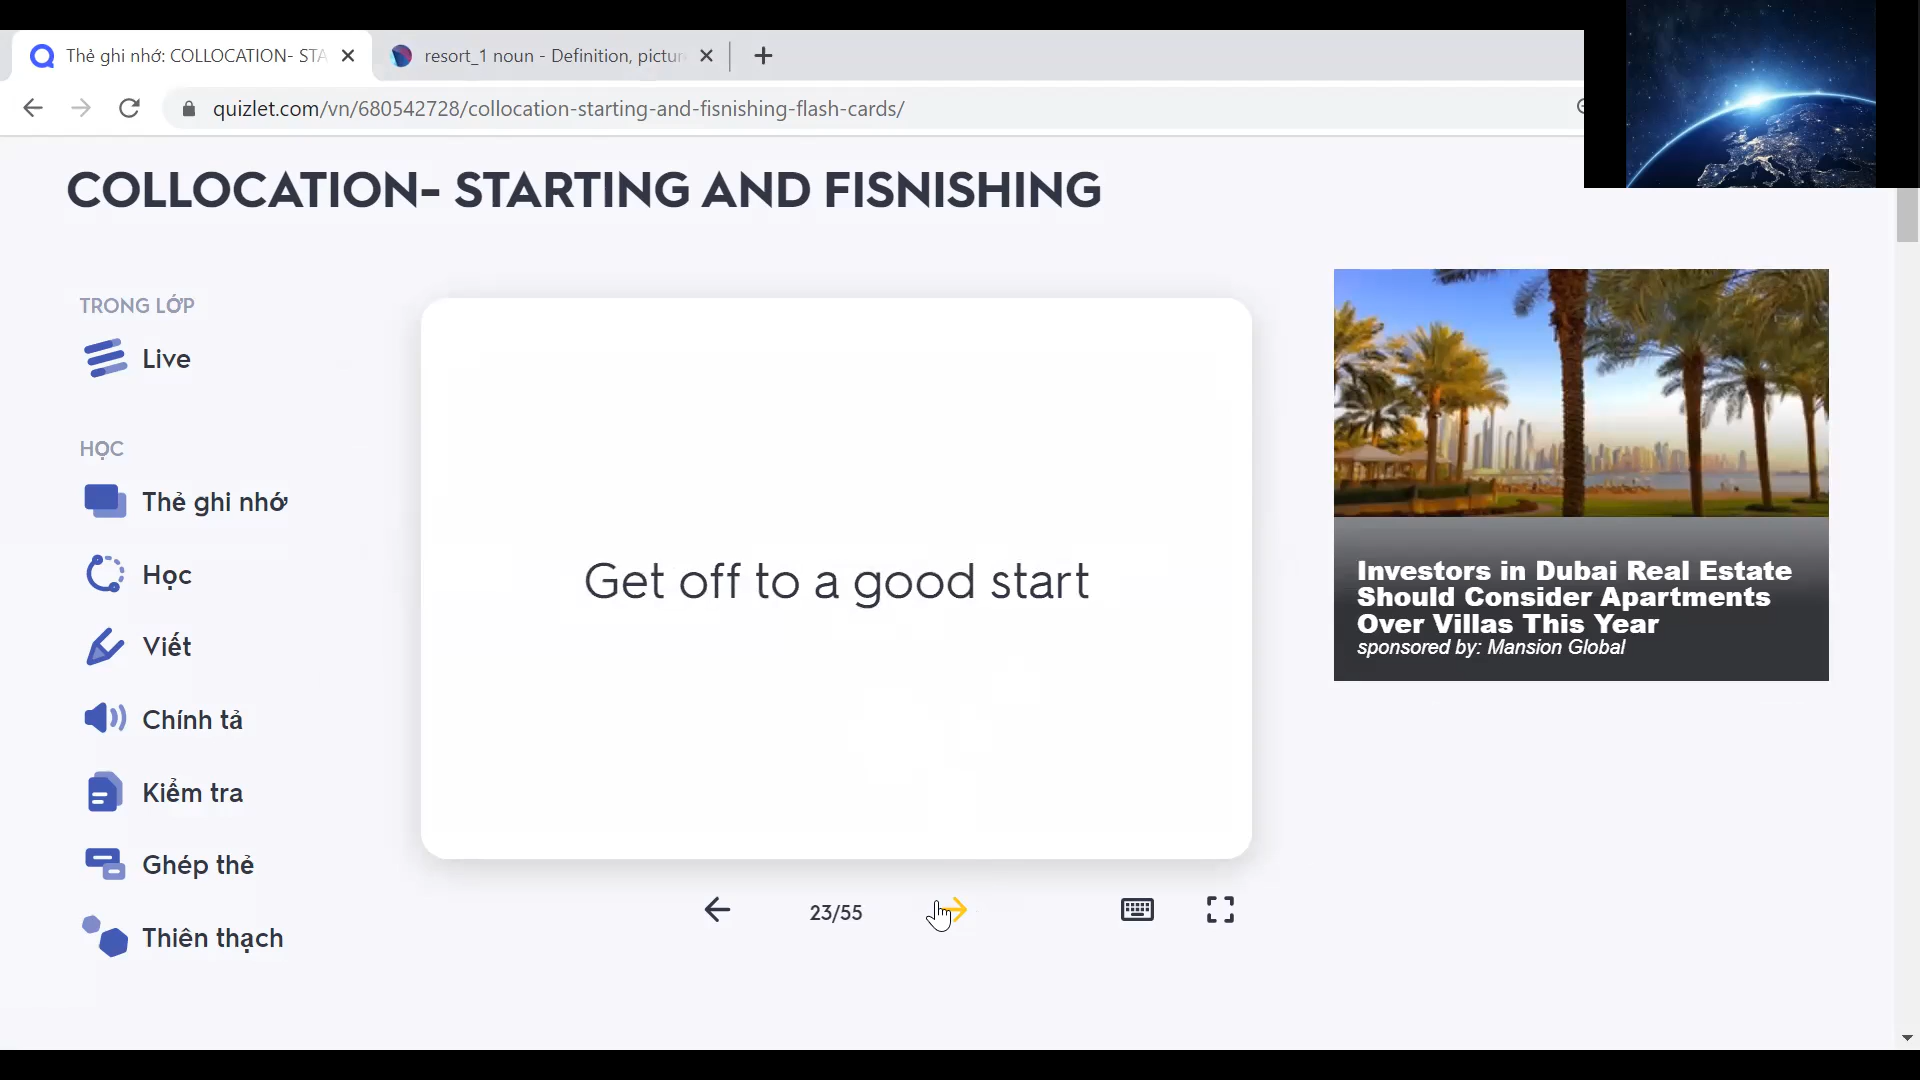 Thẻ ghi nhớ: COLLOCATION- STA
resort_1 noun - Definition, pictur
quizlet.com/vn/680542728/collocation-starting-and-fisnishing-flash-cards/
COLLOCATION- STARTING AND FISNISHING
TRONG LỚP
Live
HỌC
Thẻ ghi nhớ
Học
Viết
Chính tả
Kiểm tra
Ghép thẻ
Thiên thạch
Get off to a good start
23/55
Investors in Dubai Real Estate
Should Consider Apartments
Over Villas This Year
sponsored by: Mansion Global